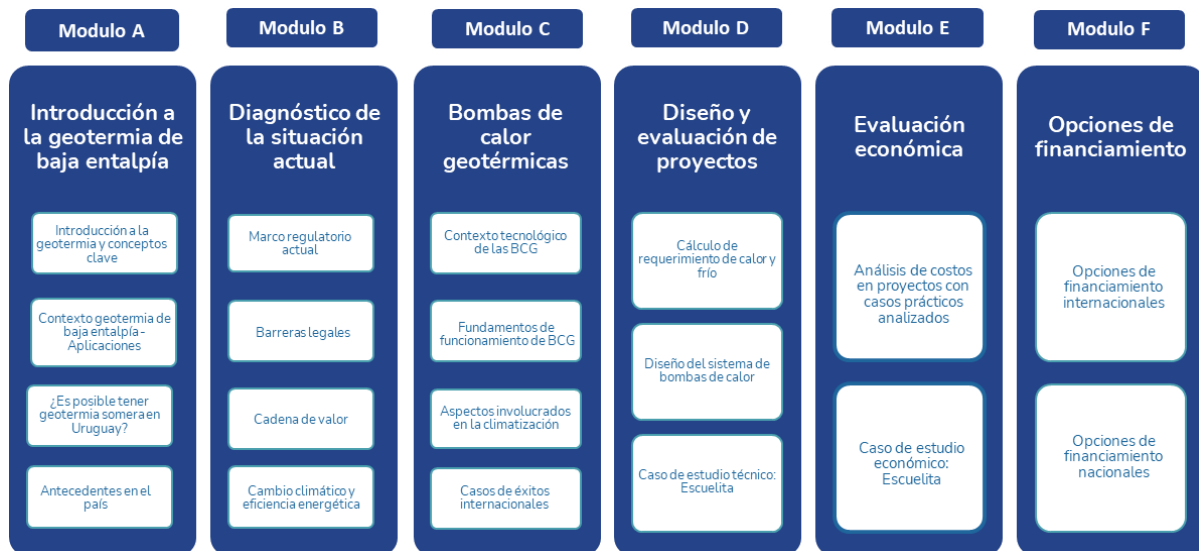 Modulo A
Introducción a
la geotermia de
baja entalpía
Introducción a la
geotermia y conceptos
clave
Contexto geotermia de
baja entalpía-
Aplicaciones
¿Es posible tener
geotermia somera en
Uruguay?
Antecedentes en el
país
Modulo B
Diagnóstico de
la situación
actual
Marco regulatorio
actual
Barreras legales
Cadena de valor
Cambio climático y
eficiencia energética
Modulo C
Bombas de
calor
geotérmicas
Contexto tecnológico
de las BCG
Fundamentos de
funcionamiento de BCG
Aspectos involucrados
en la climatización
Casos de éxitos
internacionales
Modulo D
Diseño y
evaluación de
proyectos
Cálculo de
requerimiento de calor y
frío
Diseño del sistema de
bombas de calor
Caso de estudio técnico:
Escuelita
Modulo E
Evaluación
económica
Análisis de costos
en proyectos con
casos prácticos
analizados
Caso de estudio
económico:
Escuelita
Modulo F
Opciones de
financiamiento
Opciones de
financiamiento
internacionales
Opciones de
financiamiento
nacionales